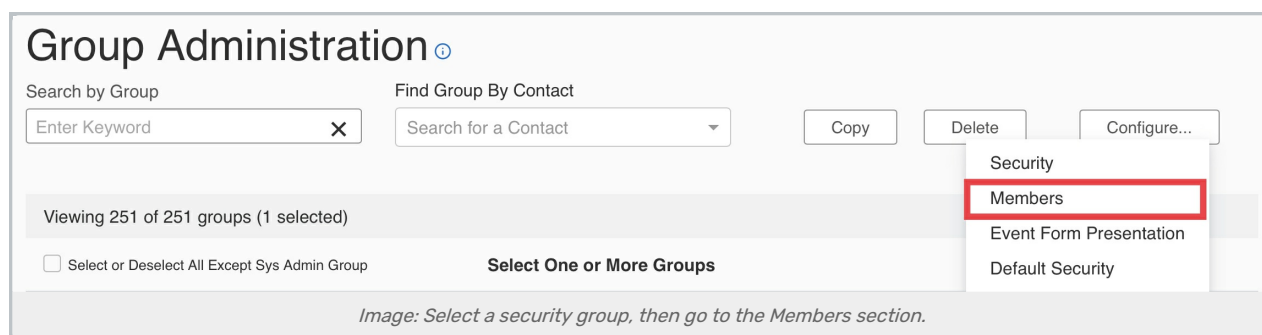 Group Administration
Search by Group
Find Group By Contact
Enter Keyword
Search for a Contact
Copy
Delete
Configure...
Security
Members
Event Form Presentation
Default Security
Viewing 251 of 251 groups (1 selected)
Select or Deselect All Except Sys Admin Group
Select One or More Groups
Image: Select a security group, then go to the Members section.